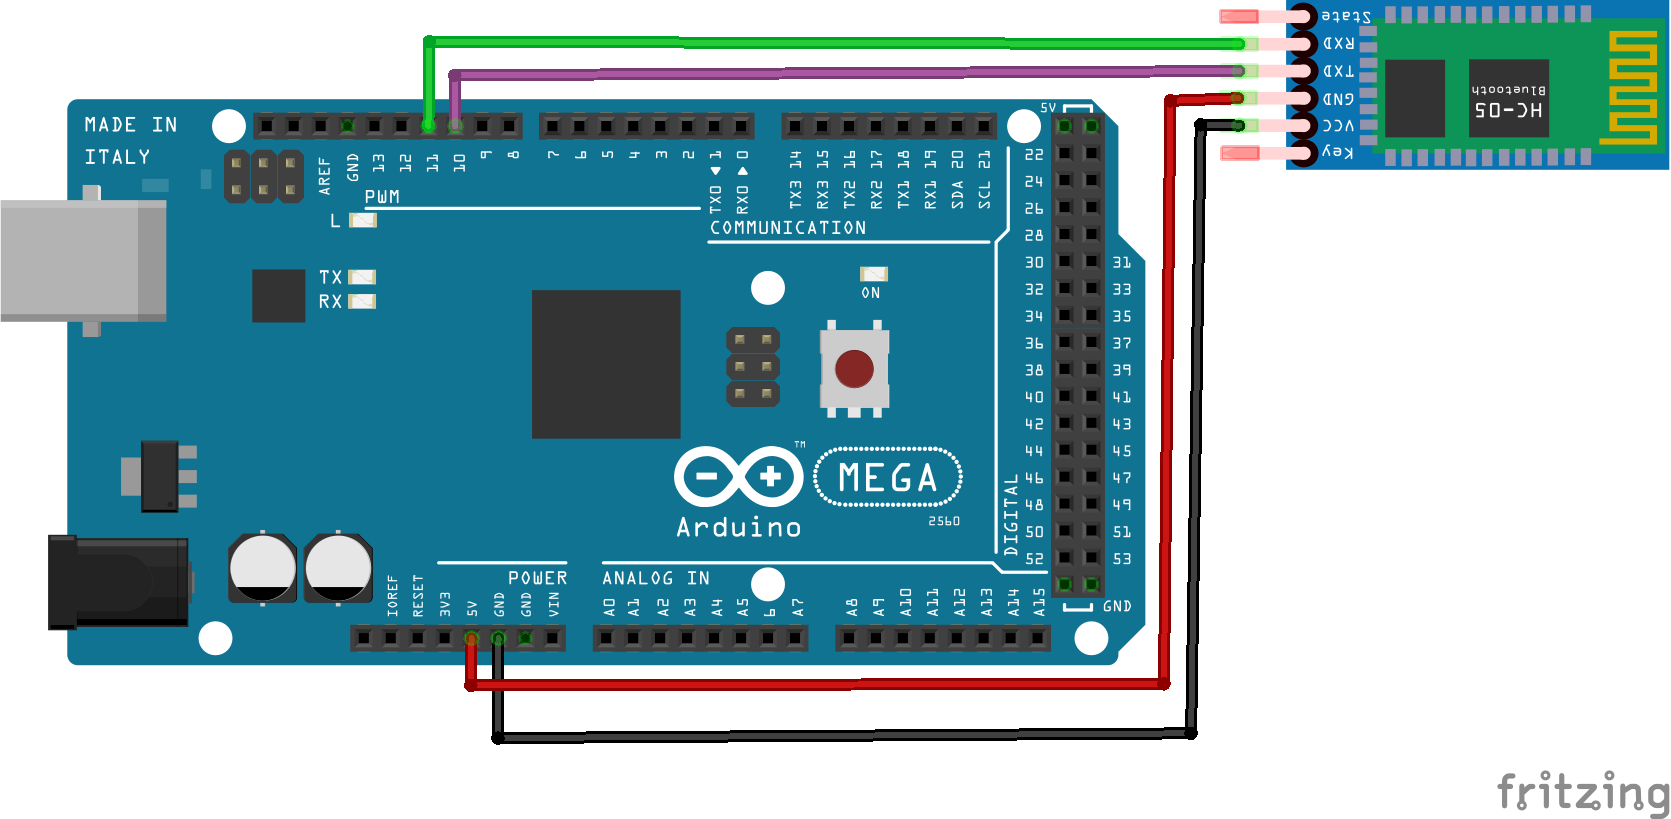 State
RXD
TXD
GND
VCC
Key
HC-05
Bluetooth
MADE IN
ITALY
AREF
GND
13
12
11
10
9
8
7
6
5
4
3
2
TX0 ▼ 1
RX0 ▲ 0
TX3 14
RX3 15
TX2 16
RX2 17
TX1 18
RX1 19
SDA 20
SCL 21
5V
PWM
COMMUNICATION
L
TX
RX
ON
22
24
26
28
30 31
32 33
34 35
36 37
38 39
40 41
42 43
44 45
46 47
48 49
50 51
52 53
GND
DIGITAL
TM
MEGA
2560
Arduino
POWER
ANALOG IN
IOREF
RESET
3V3
5V
GND
GND
VIN
A0
A1
A2
A3
A4
A5
6
A7
A8
A9
A10
A11
A12
A13
A14
A15
fritzing